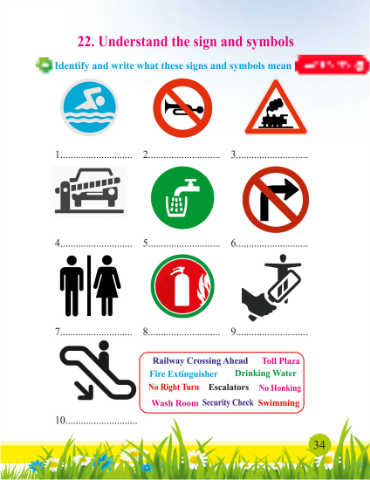 22. Understand the sign and symbols
Identify and write what these signs and symbols mean
1............................ 2............................ 3............................
4............................ 5............................ 6............................
7............................ 8............................ 9............................
Railway Crossing Ahead Toll Plaza
Fire Extinguisher Drinking Water
No Right Turn Escalators No Honking
Wash Room Security Check Swimming
10............................
34